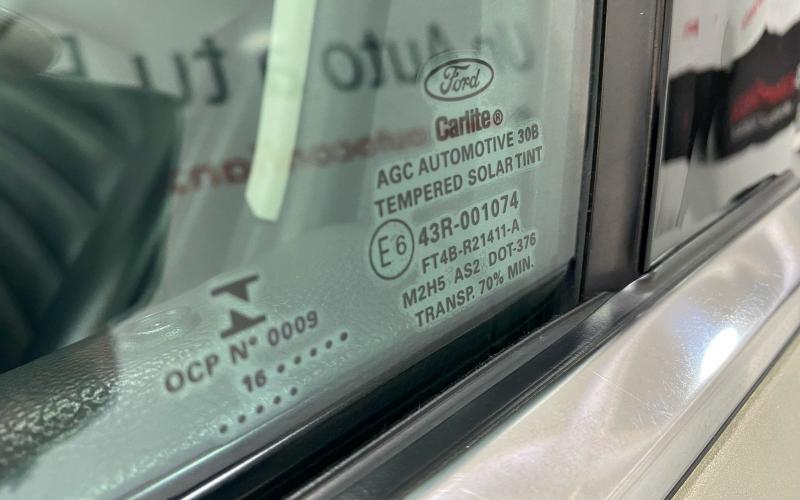 Ford
Carlite®
AGC AUTOMOTIVE 30B
TEMPERED SOLAR TINT
E6 43R-001074
FT4B-R21411-A
M2H5 AS2 DOT-376
TRANSP. 70% MIN.
OCP N° 0009
16